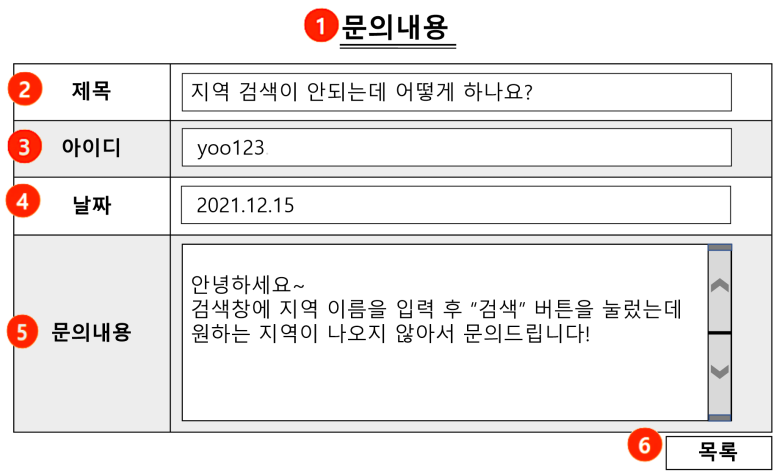 1 문의내용
2 제목 지역 검색이 안되는데 어떻게 하나요?
3 아이디 yoo123
4 날짜 2021.12.15
안녕하세요~
검색창에 지역 이름을 입력 후 “검색” 버튼을 눌렀는데
5 문의내용 원하는 지역이 나오지 않아서 문의드립니다!
6 목록